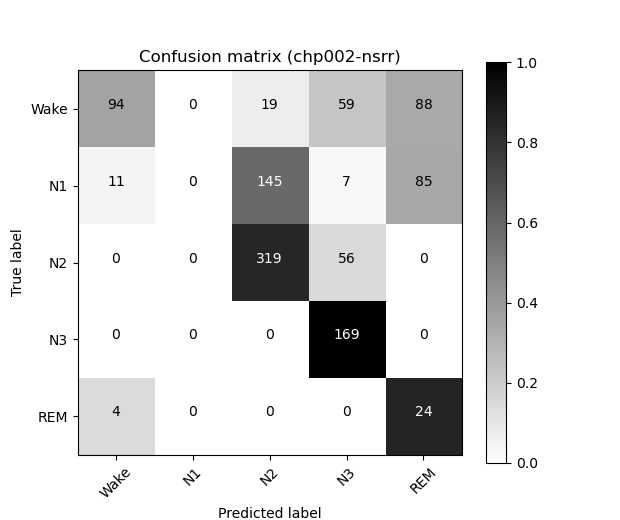 Confusion matrix (chp002-nsrr)
Wake 94 0 19 59 88
N1 11 0 145 7 85
N2 0 0 319 56 0
N3 0 0 0 169 0
REM 4 0 0 0 24
Wake N1 N2 N3 REM
Predicted label
True label
1.0
0.8
0.6
0.4
0.2
0.0